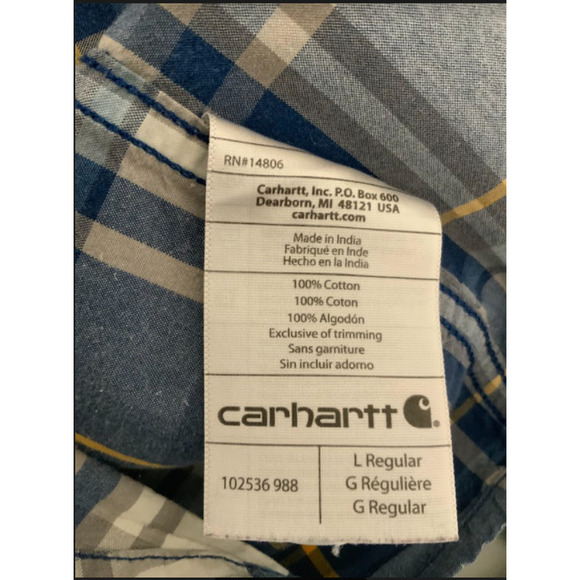 RN#14806
Carhartt, Inc. P.O. Box 600
Dearborn, MI 48121 USA
carhartt.com
Made in India
Fabriqué en Inde
Hecho en la India
100% Cotton
100% Coton
100% Algodón
Exclusive of trimming
Sans garniture
Sin incluir adorno
carhartt
102536 988
L Regular
G Régulière
G Regular